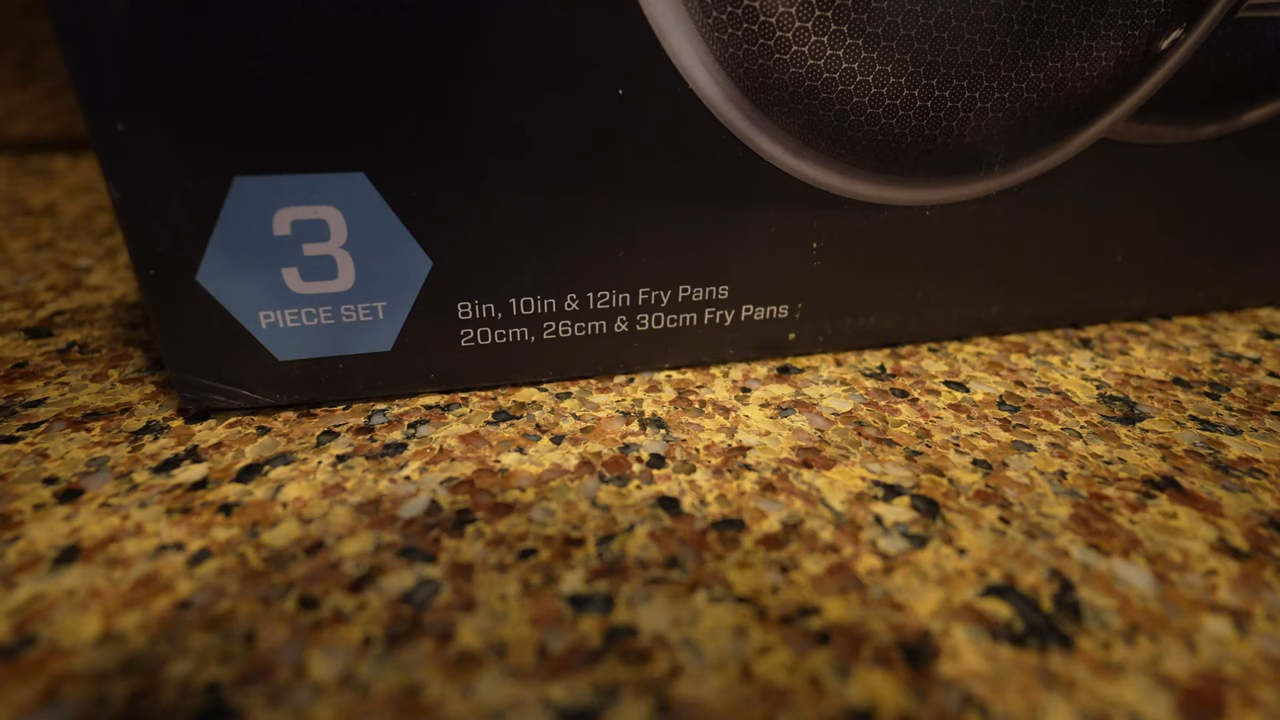 3
PIECE SET
8in, 10in & 12in Fry Pans
20cm, 26cm & 30cm Fry Pans